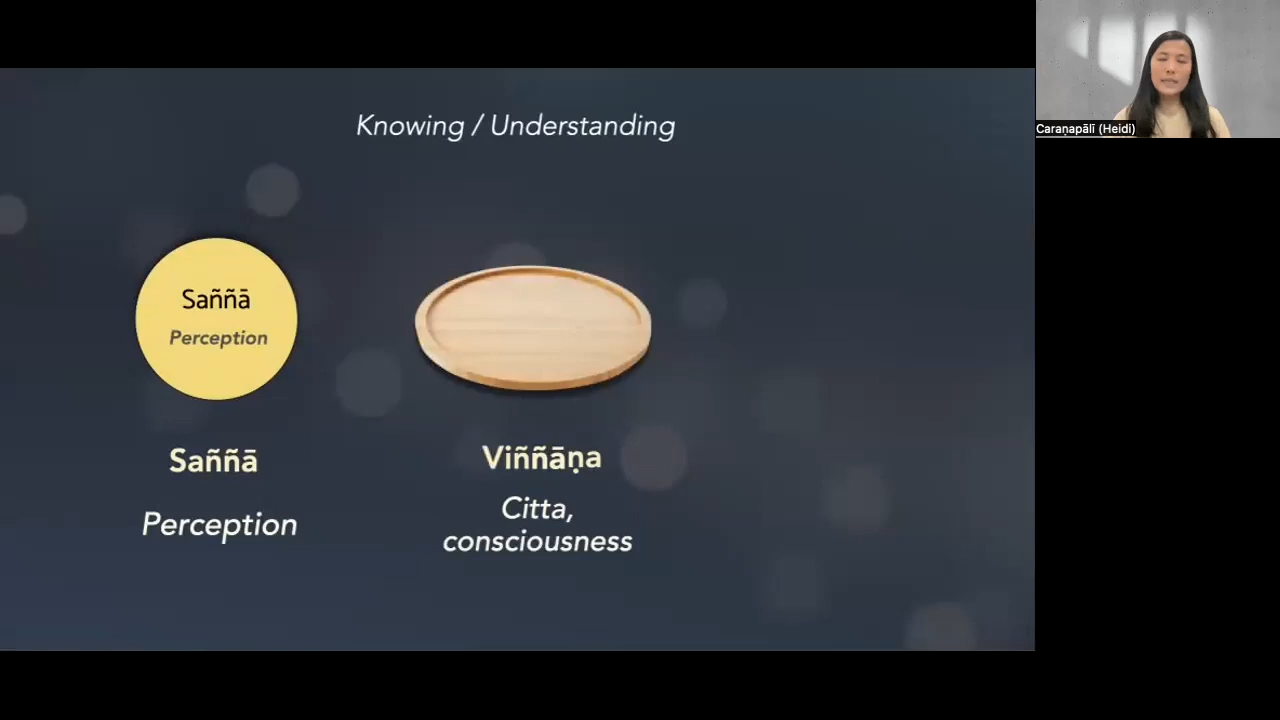 Knowing / Understanding
Saññā
Perception
Saññā
Perception
Viññāṇa
Citta,
consciousness
Caraṇapālī (Heidi)